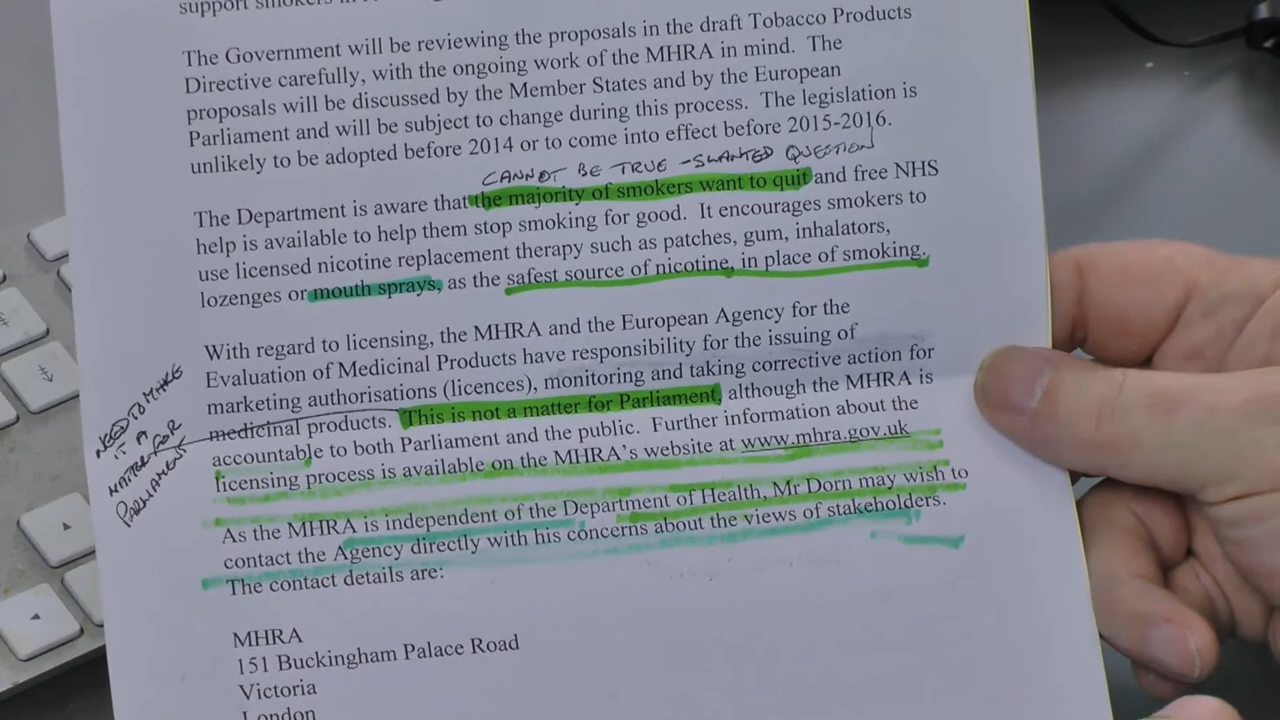 support smokers in
The Government will be reviewing the proposals in the draft Tobacco Products
Directive carefully, with the ongoing work of the MHRA in mind. The
proposals will be discussed by the Member States and by the European
Parliament and will be subject to change during this process. The legislation is
unlikely to be adopted before 2014 or to come into effect before 2015-2016.
CANNOT BE TRUE - SLWANTED QUESTION
The Department is aware that the majority of smokers want to quit and free NHS
help is available to help them stop smoking for good. It encourages smokers to
use licensed nicotine replacement therapy such as patches, gum, inhalators,
lozenges or mouth sprays, as the safest source of nicotine, in place of smoking.
With regard to licensing, the MHRA and the European Agency for the
Evaluation of Medicinal Products have responsibility for the issuing of
marketing authorisations (licences), monitoring and taking corrective action for
medicinal products. This is not a matter for Parliament, although the MHRA is
accountable to both Parliament and the public. Further information about the
licensing process is available on the MHRA's website at www.mhra.gov.uk
NEED TO MAKE
IT A
MATTER FOR
PARLIAMENT
As the MHRA is independent of the Department of Health, Mr Dorn may wish to
contact the Agency directly with his concerns about the views of stakeholders.
The contact details are:
MHRA
151 Buckingham Palace Road
Victoria
London